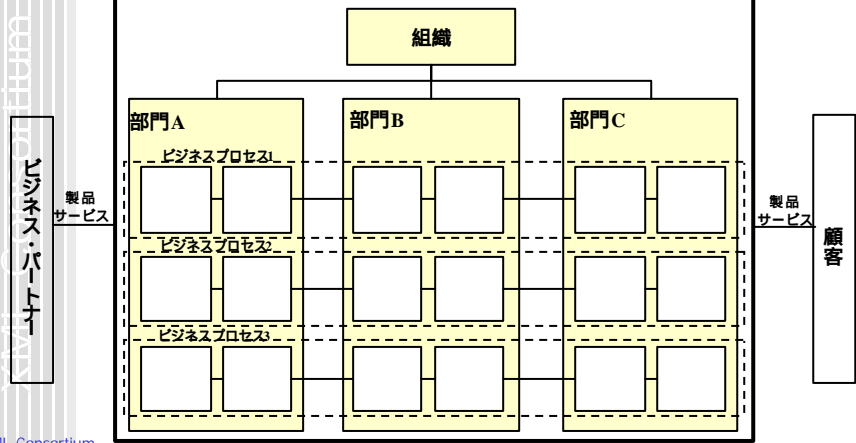 組織
部門A
部門B
部門C
ビジネスプロセス1
ビジネスプロセス2
ビジネスプロセス3
ビジネス・パートナー
製品
サービス
製品
サービス
顧客
XML Consortium